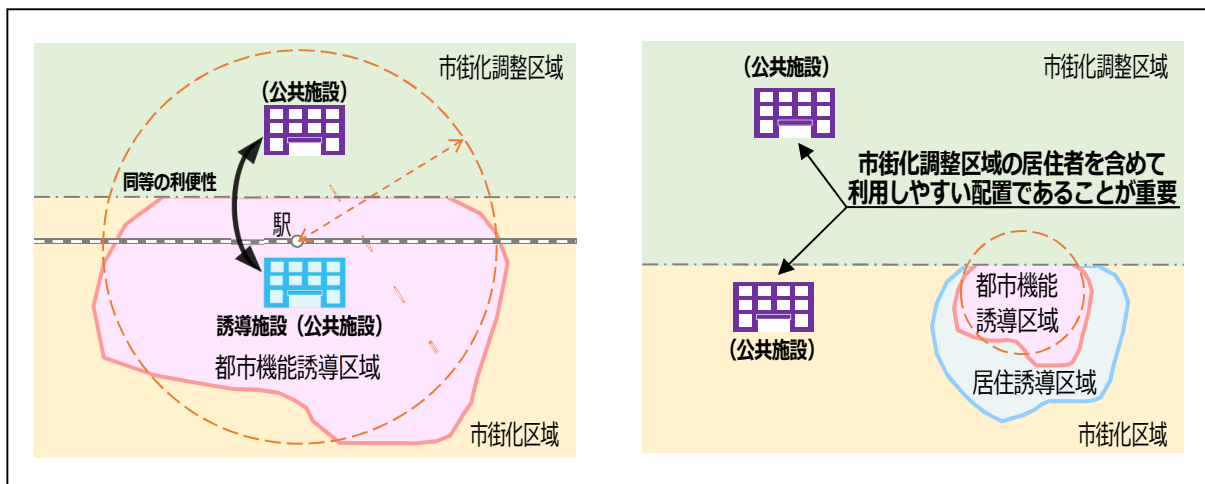 市街化調整区域
（公共施設）
同等の利便性
駅
誘導施設（公共施設）
都市機能誘導区域
市街化区域
（公共施設）
市街化調整区域
市街化調整区域の居住者を含めて
利用しやすい配置であることが重要
（公共施設）
都市機能
誘導区域
居住誘導区域
市街化区域